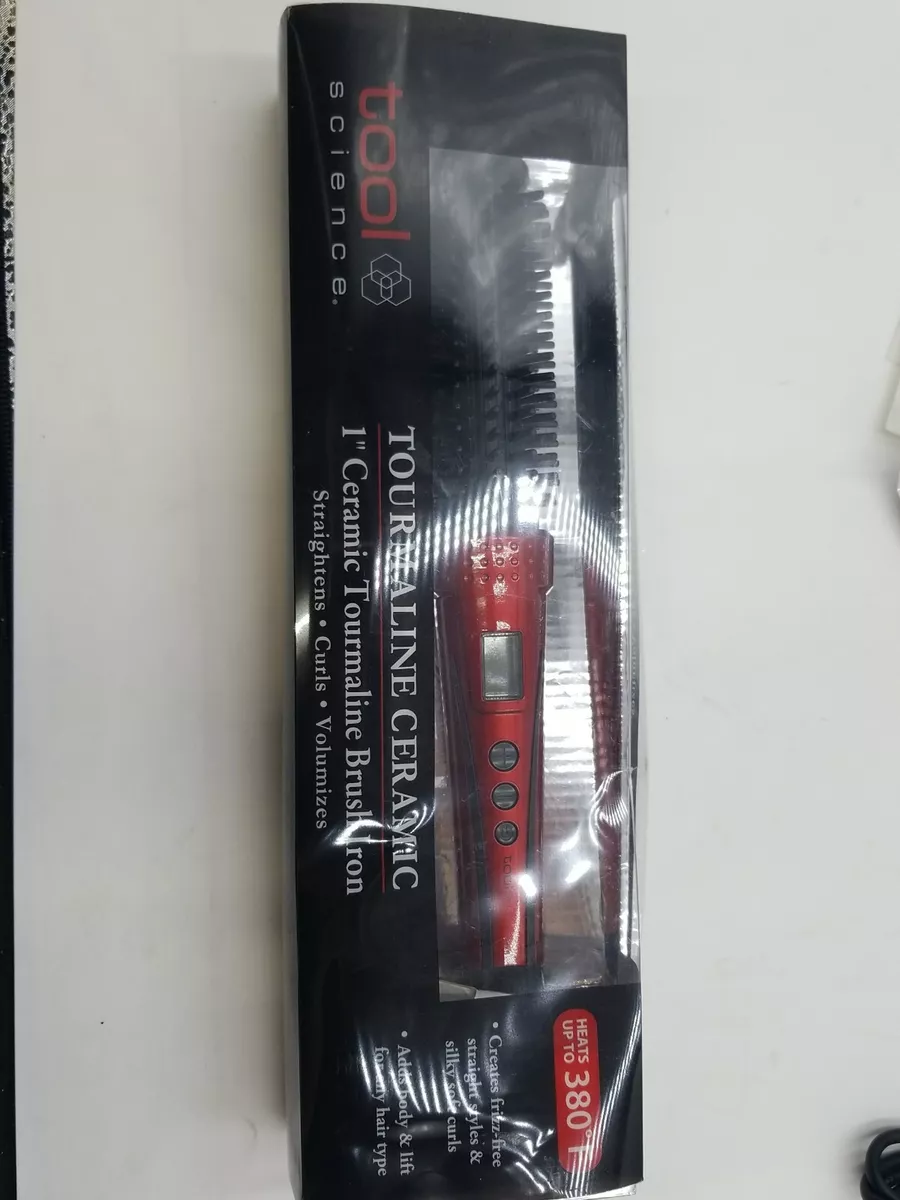 tool
science®
TOURMALINE CERAMIC
1" Ceramic Tourmaline Brush Iron
Straightens • Curls • Volumizes
HEATS
UP TO 380°F
• Creates frizz-free
straight styles &
silky soft curls
• Adds body & lift
for any hair type
tool